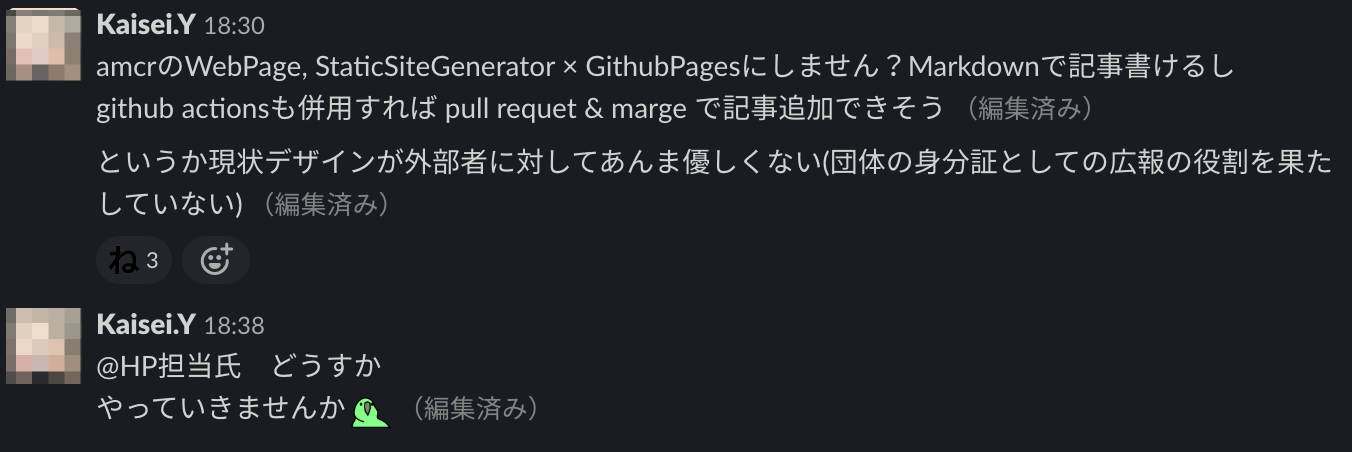 Kaisei.Y 18:30
amcrのWebPage, StaticSiteGenerator × GithubPagesにしません？Markdownで記事書けるし
github actionsも併用すれば pull requet & marge で記事追加できそう （編集済み）
というか現状デザインが外部者に対してあんま優しくない(団体の身分証としての広報の役割を果た
していない) （編集済み）
ね 3
Kaisei.Y 18:38
@HP担当氏　どうすか
やっていきませんか （編集済み）